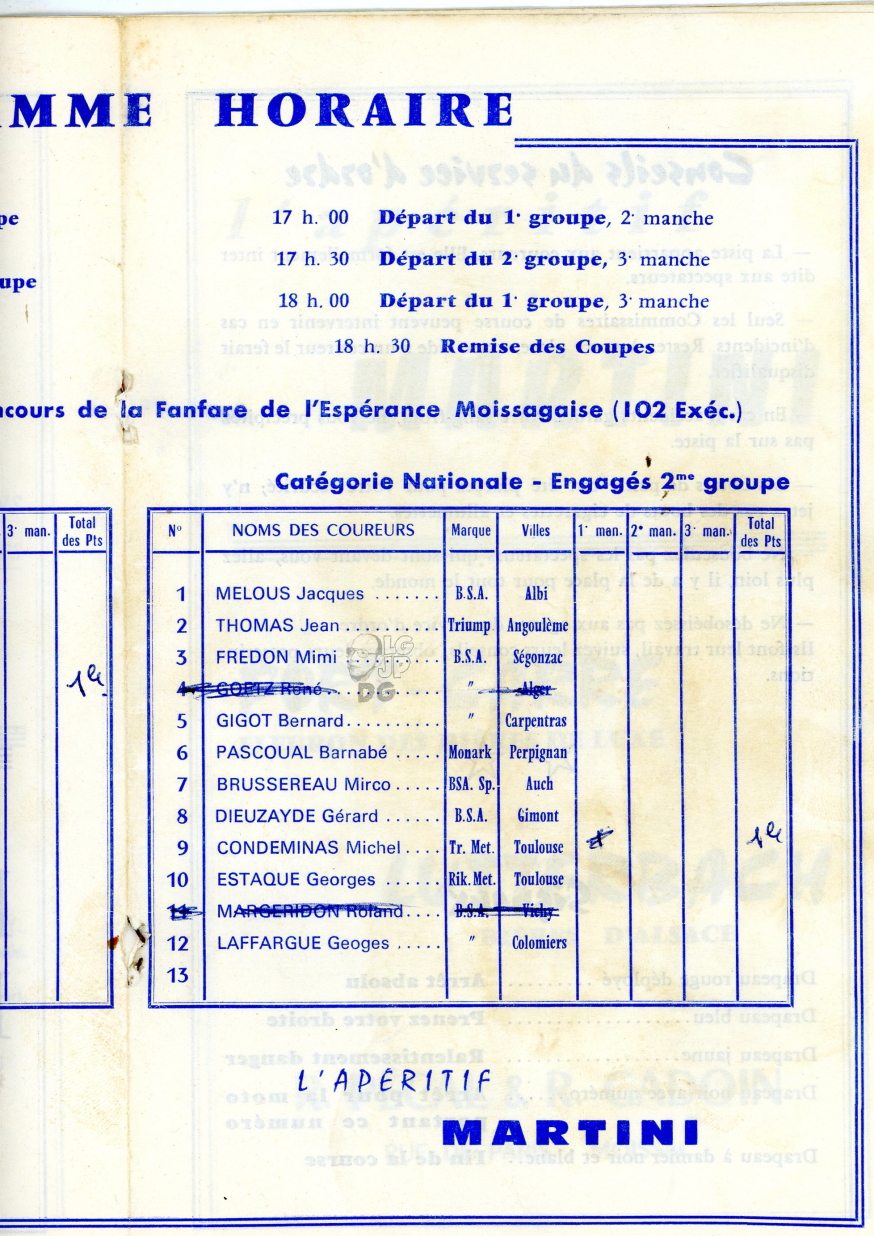 MME HORAIRE
pe
17 h. 00 Départ du 1· groupe, 2· manche
17 h. 30 Départ du 2· groupe, 3· manche
upe
18 h. 00 Départ du 1· groupe, 3· manche
18 h. 30 Remise des Coupes
ncours de la Fanfare de l'Espérance Moissagaise (102 Exéc.)
Catégorie Nationale - Engagés 2me groupe
3· man. Total des Pts
No NOMS DES COUREURS Marque Villes 1· man. 2· man. 3· man. Total des Pts
1 MELOUS Jacques ....... B.S.A. Albi
2 THOMAS Jean .......... Triump Angoulême
3 FREDON Mimi .......... B.S.A. Ségonzac
LG
JP
DG
4 GOETZ René ........... " Alger
5 GIGOT Bernard.......... " Carpentras
6 PASCOUAL Barnabé ..... Monark Perpignan
7 BRUSSEREAU Mirco ..... BSA. Sp. Auch
8 DIEUZAYDE Gérard ...... B.S.A. Gimont
9 CONDEMINAS Michel.... Tr. Met. Toulouse
10 ESTAQUE Georges ...... Rik. Met. Toulouse
11 MARGERIDON Roland.... B.S.A. Vichy
12 LAFFARGUE Geoges ..... " Colomiers
13
L'APÉRITIF
MARTINI